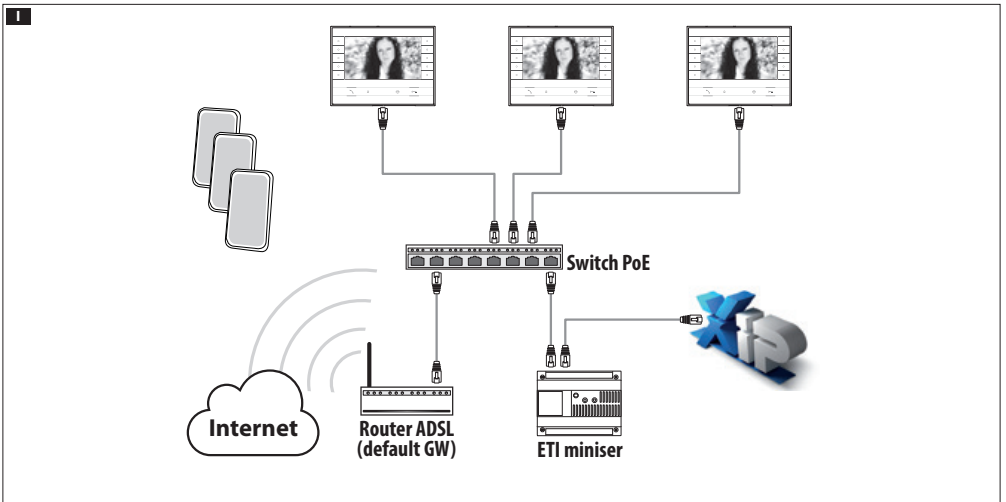 I
Switch PoE
Xip
Internet
Router ADSL
(default GW)
ETI miniser